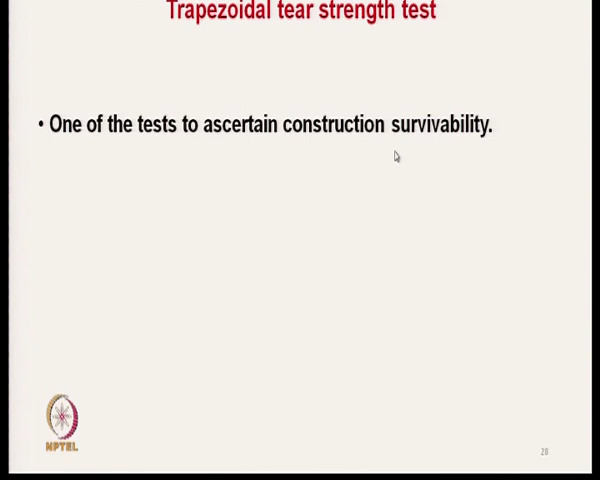 Trapezoidal tear strength test
• One of the tests to ascertain construction survivability.
NPTEL
20